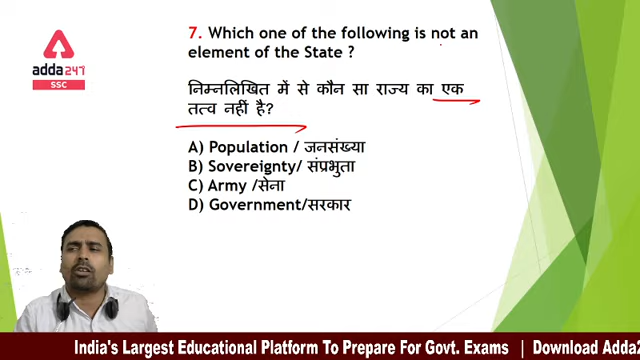 adda247
SSC
7. Which one of the following is not an
element of the State ?
निम्नलिखित में से कौन सा राज्य का एक
तत्व नहीं है?
A) Population / जनसंख्या
B) Sovereignty/ संप्रभुता
C) Army /सेना
D) Government/सरकार
India's Largest Educational Platform To Prepare For Govt. Exams | Download Adda2